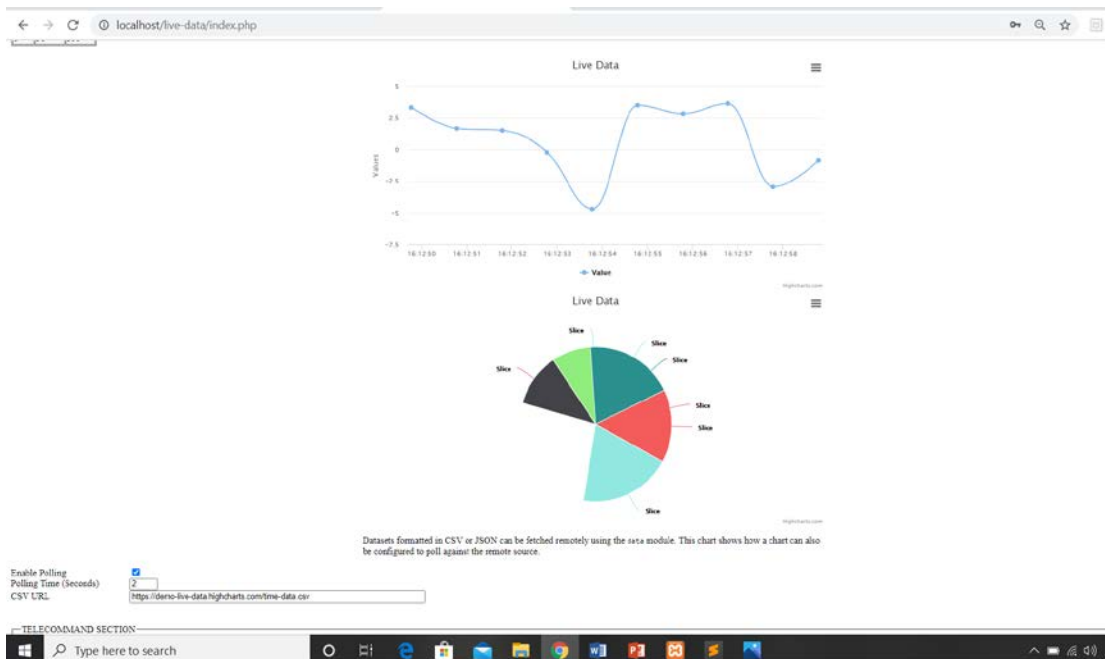 localhost/live-data/index.php
Live Data
5
2.5
0
-2.5
-5
-7.5
Values
16:12:50 16:12:51 16:12:52 16:12:53 16:12:54 16:12:55 16:12:56 16:12:57 16:12:58
Value
Highcharts.com
Live Data
Slice
Slice
Slice
Slice
Slice
Slice
Slice
Highcharts.com
Datasets formatted in CSV or JSON can be fetched remotely using the data module. This chart shows how a chart can also
be configured to poll against the remote source.
Enable Polling
Polling Time (Seconds) 2
CSV URL https://demo-live-data.highcharts.com/time-data.csv
TELECOMMAND SECTION
Type here to search